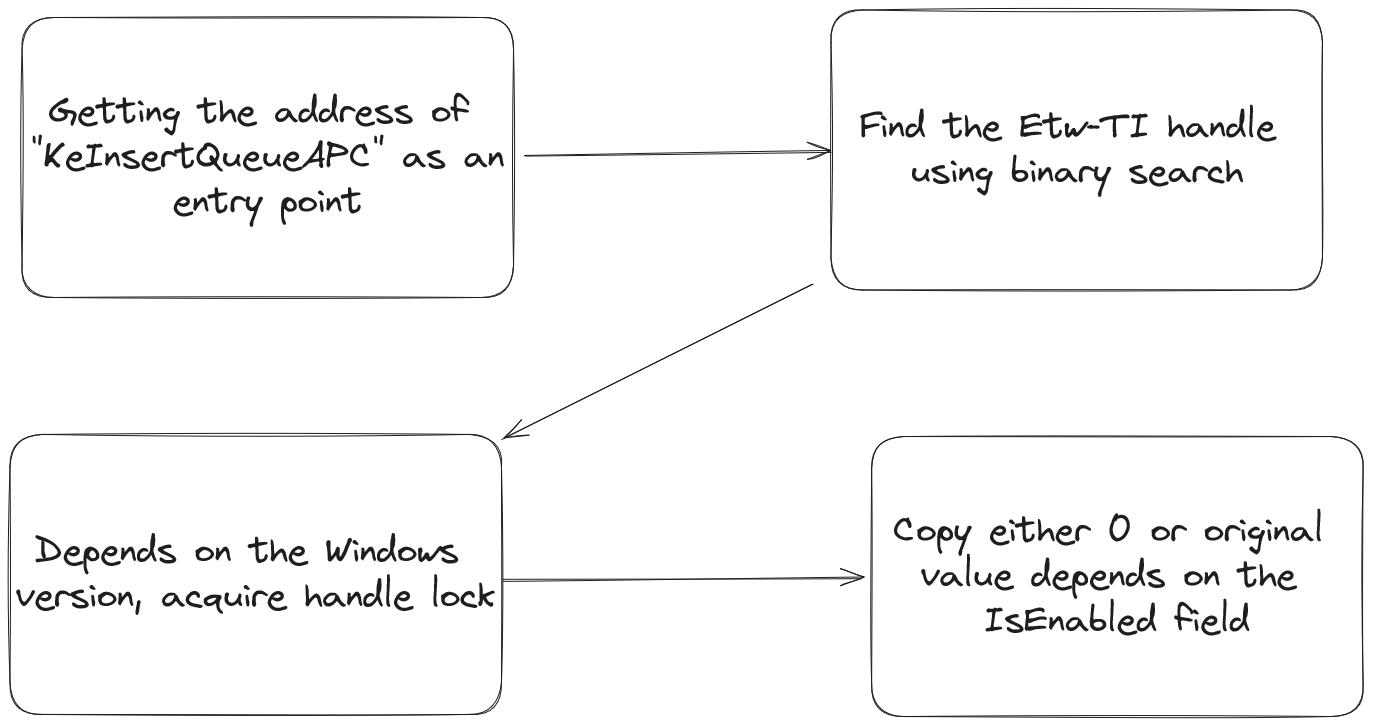 Getting the address of
"KeInsertQueueAPC" as an
entry point
Find the Etw-TI handle
using binary search
Depends on the Windows
version, acquire handle lock
Copy either 0 or original
value depends on the
IsEnabled field